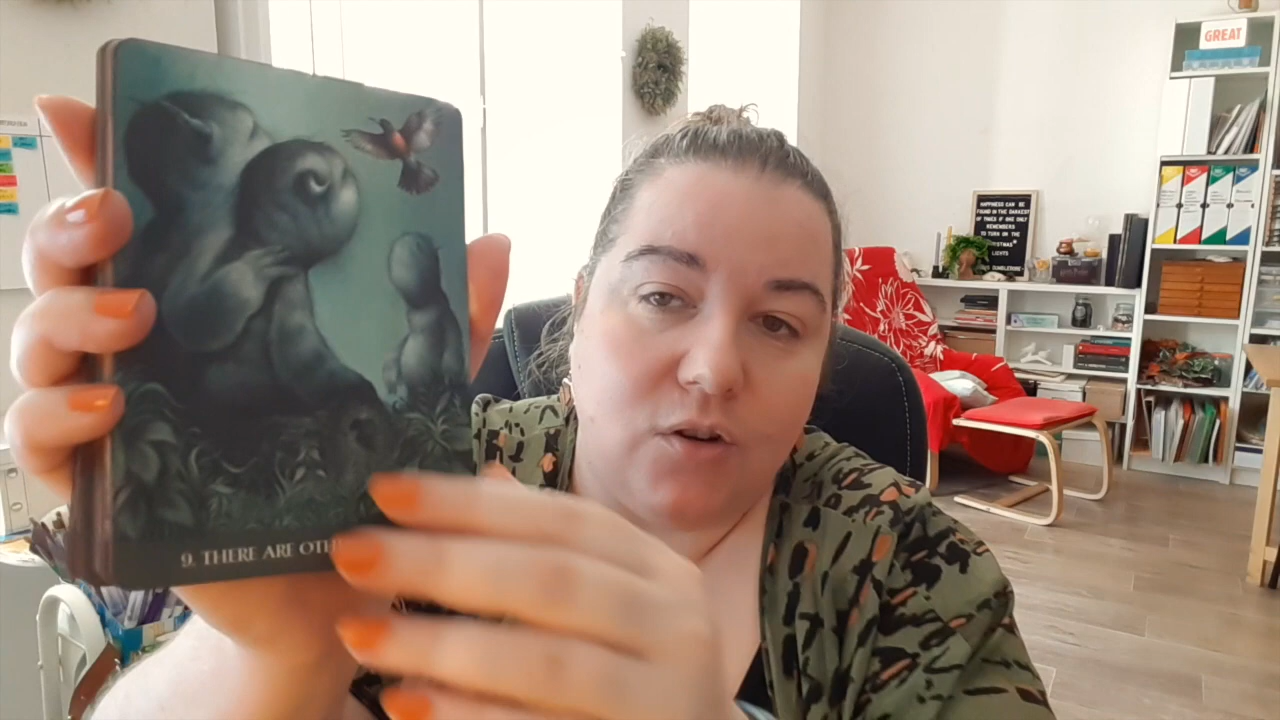 9. THERE ARE OTH
GREAT
HAPPINESS CAN BE
FOUND IN THE DARKEST
OF TIMES IF ONE ONLY
REMEMBERS
TO TURN ON THE
LIGHTS